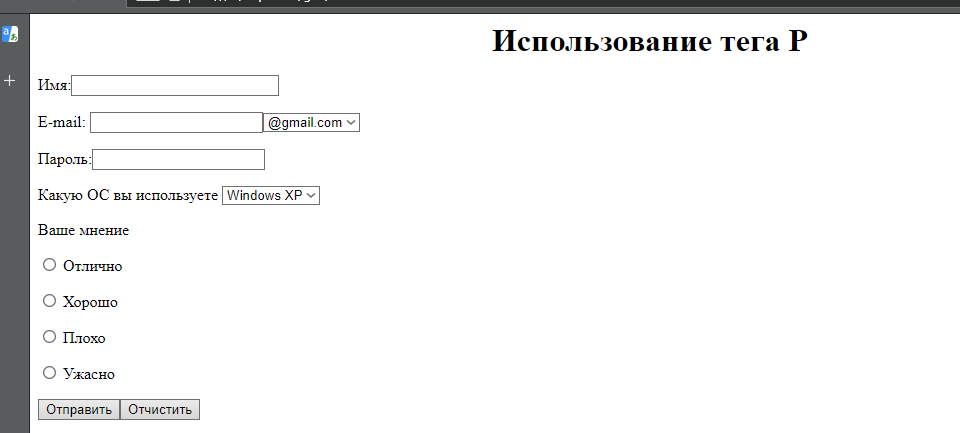 Использование тега P
Имя:
E-mail: @gmail.com
Пароль:
Какую ОС вы используете Windows XP
Ваше мнение
Отлично
Хорошо
Плохо
Ужасно
Отправить Отчистить